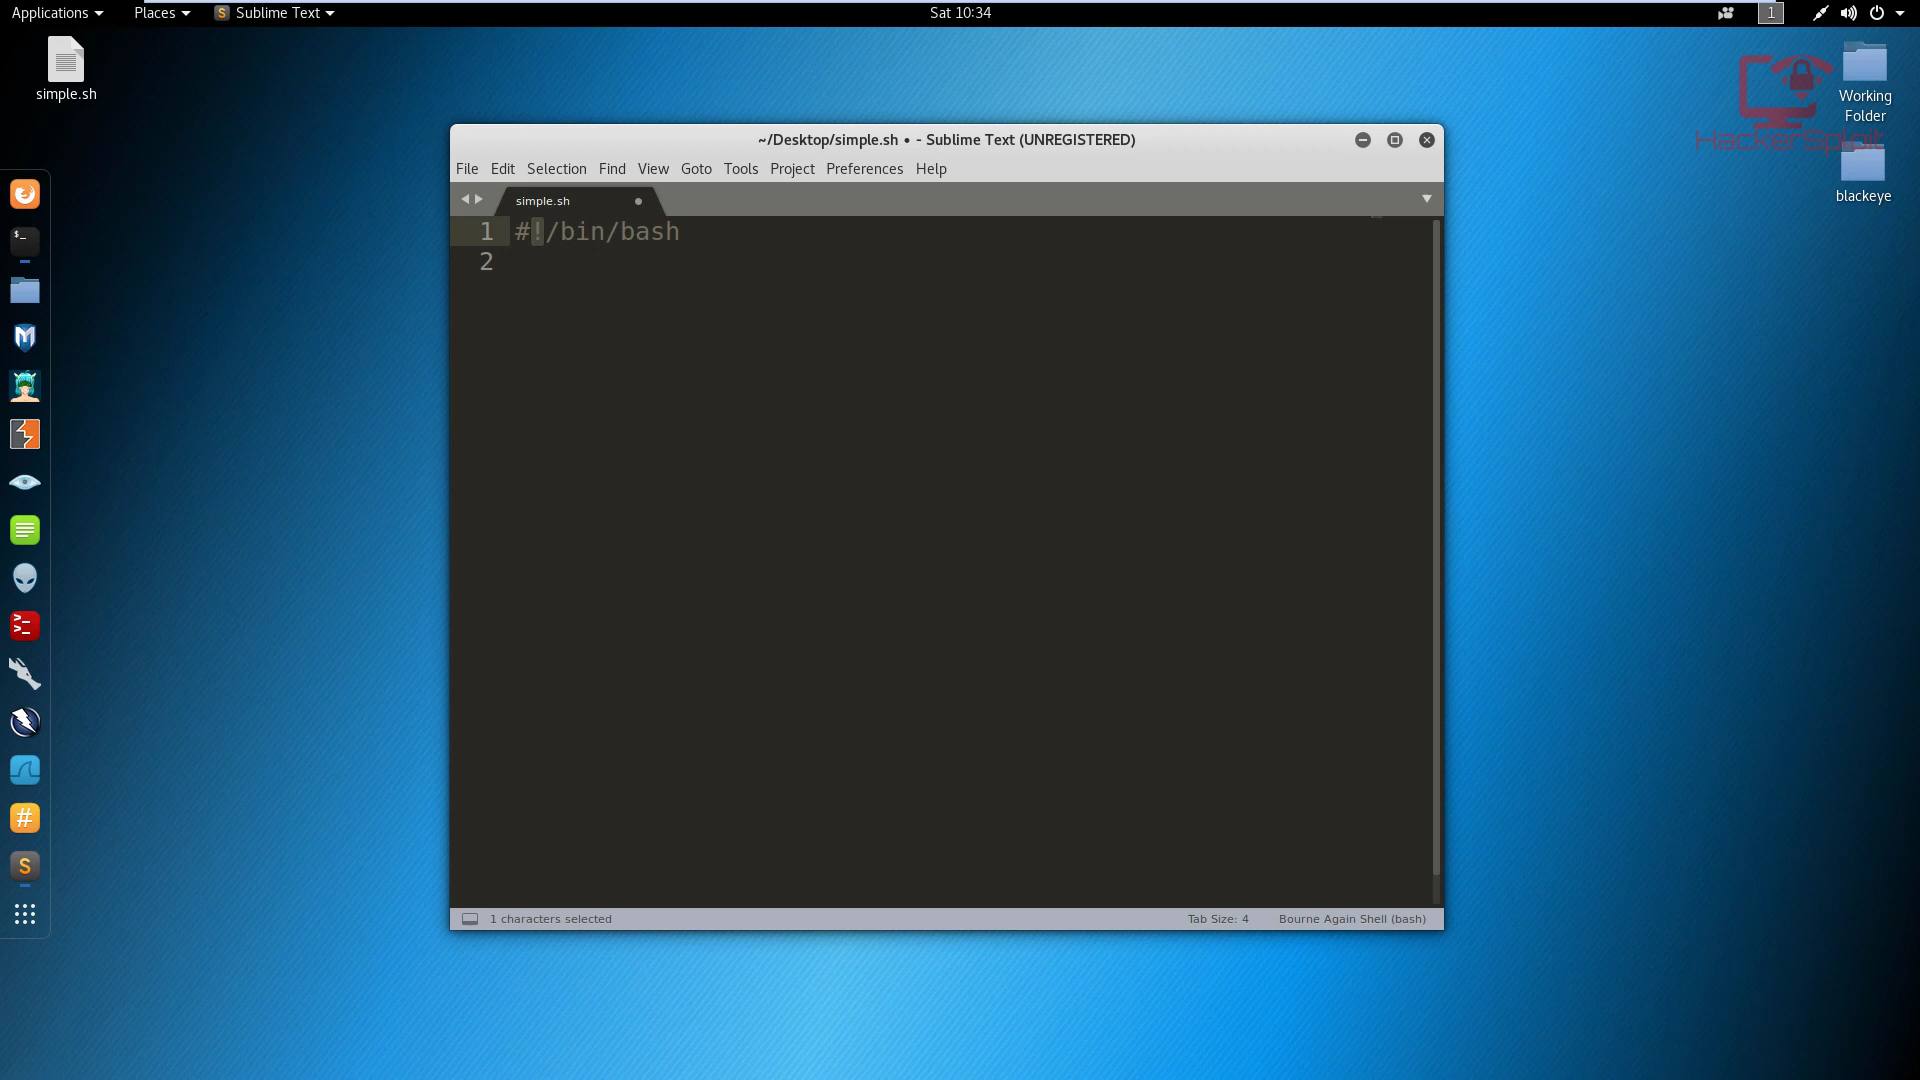 Applications Places Sublime Text Sat 10:34 1
simple.sh
Working
Folder
HackerSploit
blackeye
~/Desktop/simple.sh • - Sublime Text (UNREGISTERED)
File Edit Selection Find View Goto Tools Project Preferences Help
simple.sh
1 #!/bin/bash
2
1 characters selected Tab Size: 4 Bourne Again Shell (bash)